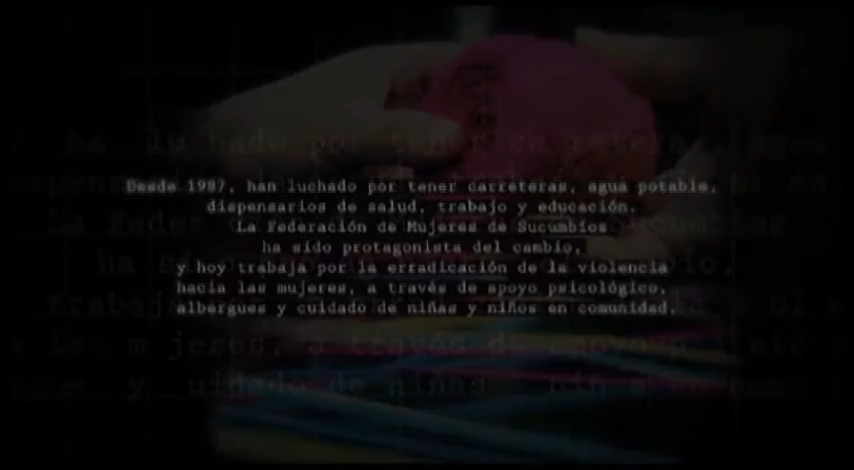 Desde 1987, han luchado por tener carreteras, agua potable,
dispensarios de salud, trabajo y educación.
La Federación de Mujeres de Sucumbíos
ha sido protagonista del cambio,
y hoy trabaja por la erradicación de la violencia
hacia las mujeres, a través de apoyo psicológico,
albergues y cuidado de niñas y niños en comunidad.